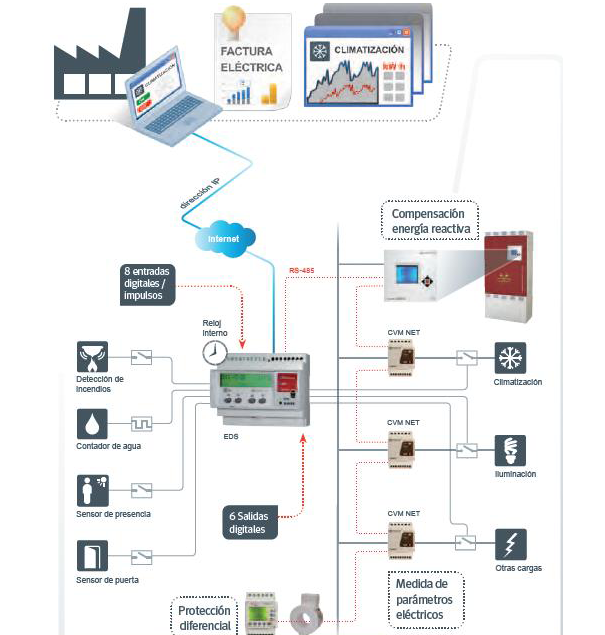 FACTURA
ELÉCTRICA
CLIMATIZACIÓN
CLIMATIZACIÓN
dirección IP
Internet
Compensación
energía reactiva
RS-485
8 entradas
digitales /
impulsos
Reloj
Interno
CVM NET
Detección de
incendios
Climatización
Contador de agua
EDS
CVM NET
Iluminación
Sensor de presencia
6 Salidas
digitales
CVM NET
Otras cargas
Sensor de puerta
Medida de
parámetros
eléctricos
Protección
diferencial